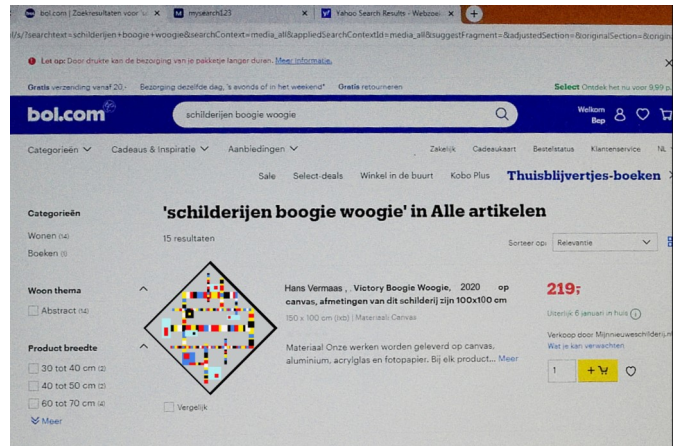 bol.com | Zoekresultaten voor 's
mysearch123
Yahoo Search Results - Webzoek
l/s/?searchtext=schilderijen+boogie+woogie&searchContext=media_all&appliedSearchContextId=media_all&suggestFragment=&adjustedSection=&originalSection=&origin
Let op: Door drukte kan de bezorging van je pakketje langer duren. Meer informatie.
Gratis verzending vanaf 20,- Bezorging dezelfde dag, 's avonds of in het weekend* Gratis retourneren Select Ontdek het nu voor 9,99 p.
bol.com
schilderijen boogie woogie
Welkom
Bep
Categorieën Cadeaus & Inspiratie Aanbiedingen Zakelijk Cadeaukaart Bestelstatus Klantenservice NL
Sale Select-deals Winkel in de buurt Kobo Plus Thuisblijvertjes-boeken
Categorieën
Wonen (14)
Boeken (1)
Woon thema
Abstract (14)
Product breedte
30 tot 40 cm (2)
40 tot 50 cm (2)
60 tot 70 cm (4)
Meer
'schilderijen boogie woogie' in Alle artikelen
15 resultaten
Sorteer op: Relevantie
Hans Vermaas , . Victory Boogie Woogie, 2020 op
canvas, afmetingen van dit schilderij zijn 100x100 cm
150 x 100 cm (lxb) | Materiaal: Canvas
Materiaal Onze werken worden geleverd op canvas,
aluminium, acrylglas en fotopapier. Bij elk product... Meer
Vergelijk
219,-
Uiterlijk 6 januari in huis
Verkoop door Mijnnieuweschilderij.nl
Wat je kan verwachten
1